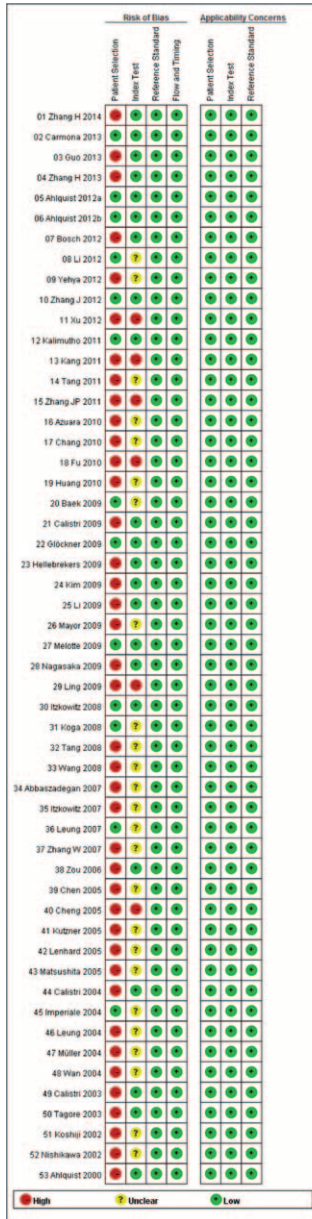 Risk of Bias Applicability Concerns
Patient Selection
Index Test
Reference Standard
Flow and Timing
Patient Selection
Index Test
Reference Standard
01 Zhang H 2014
02 Carmona 2013
03 Guo 2013
04 Zhang H 2013
05 Ahlquist 2012a
06 Ahlquist 2012b
07 Bosch 2012
08 Li 2012
09 Yehya 2012
10 Zhang J 2012
11 Xu 2012
12 Kalimutho 2011
13 Kang 2011
14 Tang 2011
15 Zhang JP 2011
16 Azuara 2010
17 Chang 2010
18 Fu 2010
19 Huang 2010
20 Baek 2009
21 Calistri 2009
22 Glöckner 2009
23 Hellebrekers 2009
24 Kim 2009
25 Li 2009
26 Mayor 2009
27 Melotte 2009
28 Nagasaka 2009
29 Ling 2009
30 Itzkowitz 2008
31 Koga 2008
32 Tang 2008
33 Wang 2008
34 Abbaszadegan 2007
35 Itzkowitz 2007
36 Leung 2007
37 Zhang W 2007
38 Zou 2006
39 Chen 2005
40 Cheng 2005
41 Kutzner 2005
42 Lenhard 2005
43 Matsushita 2005
44 Calistri 2004
45 Imperiale 2004
46 Leung 2004
47 Müller 2004
48 Wan 2004
49 Calistri 2003
50 Tagore 2003
51 Koshiji 2002
52 Nishikawa 2002
53 Ahlquist 2000
High ? Unclear + Low